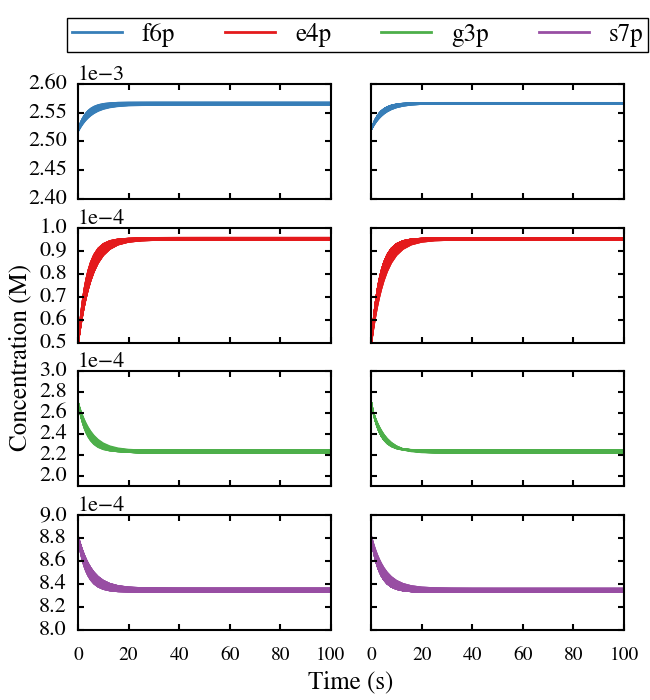 f6p e4p g3p s7p
1e−3
2.60
2.55
2.50
2.45
2.40
1e−4
1.0
0.9
0.8
0.7
0.6
0.5
1e−4
3.0
2.8
2.6
2.4
2.2
2.0
1e−4
9.0
8.8
8.6
8.4
8.2
8.0
0 20 40 60 80 100 0 20 40 60 80 100
Time (s)
Concentration (M)